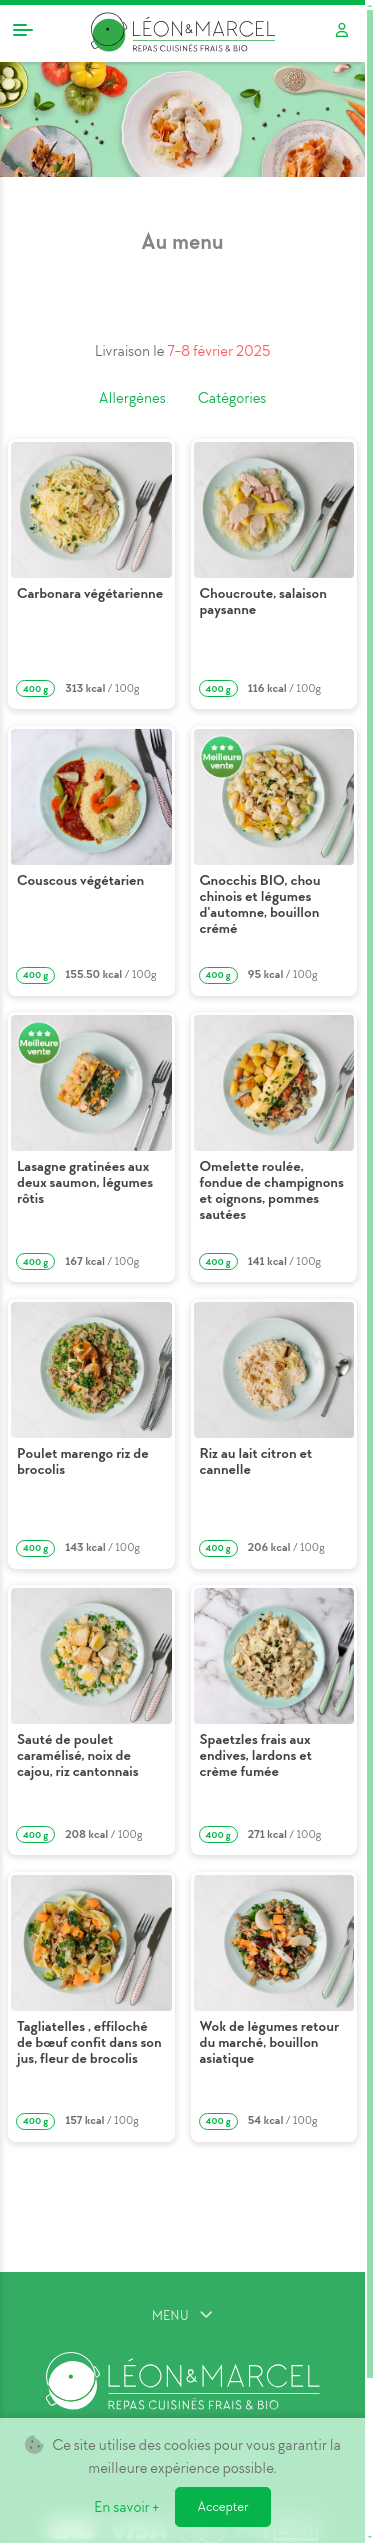 LÉON&MARCEL
REPAS CUISINÉS FRAIS & BIO
Au menu
Livraison le 7-8 février 2025
Allergènes Catégories
Carbonara végétarienne
400 g 313 kcal / 100g
Choucroute, salaison
paysanne
400 g 116 kcal / 100g
Couscous végétarien
400 g 155.50 kcal / 100g
Meilleure
vente
Gnocchis BIO, chou
chinois et légumes
d'automne, bouillon
crémé
400 g 95 kcal / 100g
Meilleure
vente
Lasagne gratinées aux
deux saumon, légumes
rôtis
400 g 167 kcal / 100g
Omelette roulée,
fondue de champignons
et oignons, pommes
sautées
400 g 141 kcal / 100g
Poulet marengo riz de
brocolis
400 g 143 kcal / 100g
Riz au lait citron et
cannelle
400 g 206 kcal / 100g
Sauté de poulet
caramélisé, noix de
cajou, riz cantonnais
400 g 208 kcal / 100g
Spaetzles frais aux
endives, lardons et
crème fumée
400 g 271 kcal / 100g
Tagliatelles , effiloché
de bœuf confit dans son
jus, fleur de brocolis
400 g 157 kcal / 100g
Wok de légumes retour
du marché, bouillon
asiatique
400 g 54 kcal / 100g
MENU
LÉON&MARCEL
REPAS CUISINÉS FRAIS & BIO
Ce site utilise des cookies pour vous garantir la
meilleure expérience possible.
En savoir + Accepter